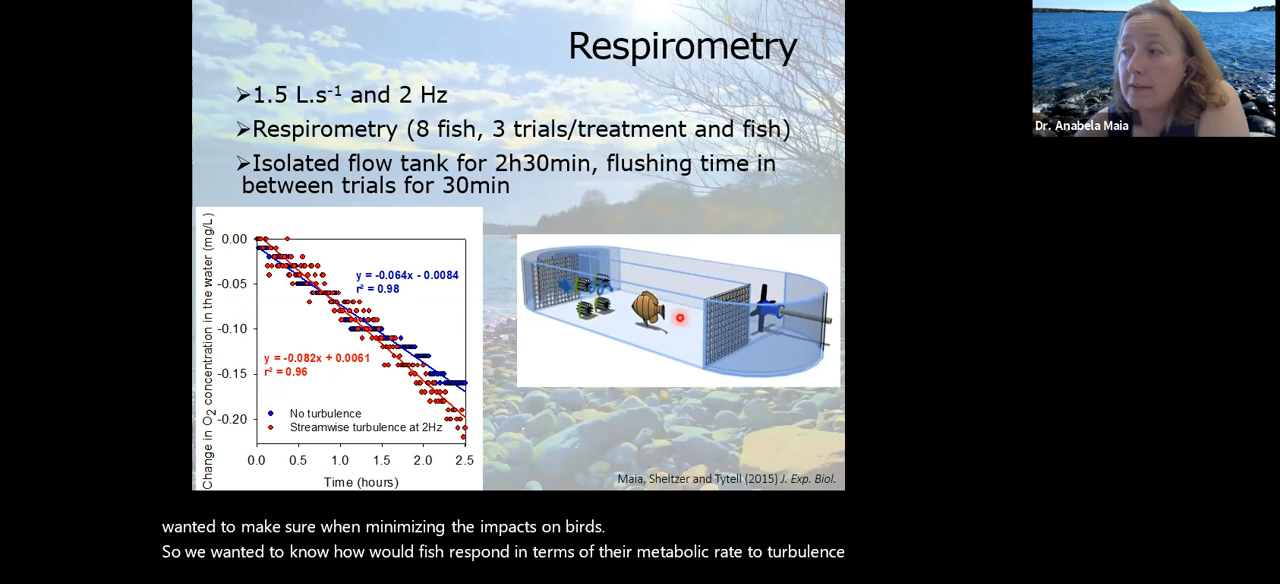 Respirometry
➢1.5 L.s-1 and 2 Hz
➢Respirometry (8 fish, 3 trials/treatment and fish)
➢Isolated flow tank for 2h30min, flushing time in
between trials for 30min
Change in O2 concentration in the water (mg/L)
0.00
-0.05
-0.10
-0.15
-0.20
y = -0.064x - 0.0084
r² = 0.98
y = -0.082x + 0.0061
r² = 0.96
No turbulence
Streamwise turbulence at 2Hz
0.0 0.5 1.0 1.5 2.0 2.5
Time (hours)
Maia, Sheltzer and Tytell (2015) J. Exp. Biol.
Dr. Anabela Maia
wanted to make sure when minimizing the impacts on birds.
So we wanted to know how would fish respond in terms of their metabolic rate to turbulence